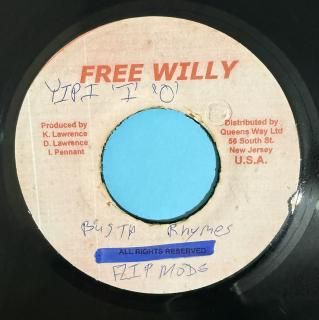 FREE WILLY
YIPI 'I' 'O'
Produced by
K. Lawrence
D. Lawrence
I. Pennant
Distributed by
Queens Way Ltd
56 South St.
New Jersey
U.S.A.
BUSTA Rhymes
ALL RIGHTS RESERVED
FLIP MODE